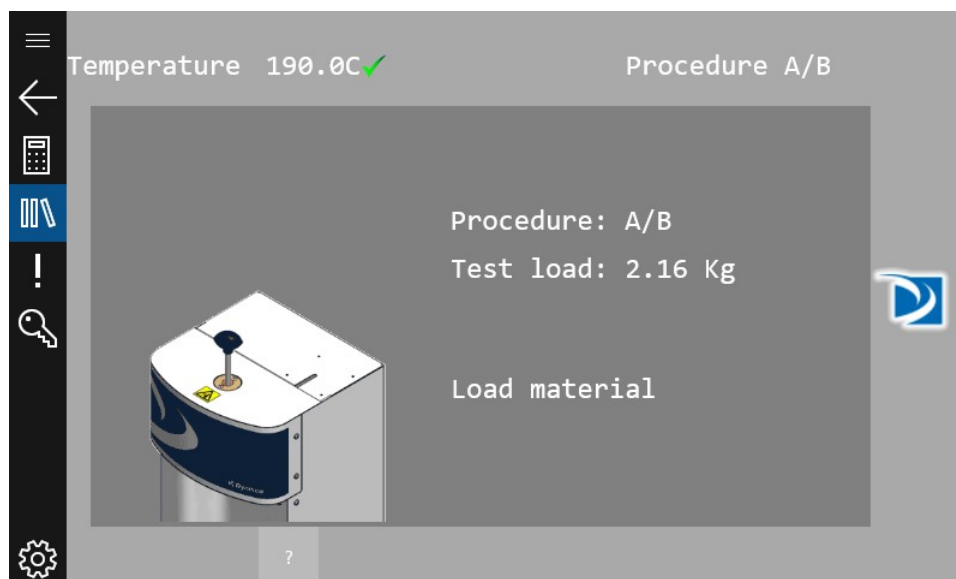 Temperature 190.0C Procedure A/B
Procedure: A/B
Test load: 2.16 Kg
Load material
?